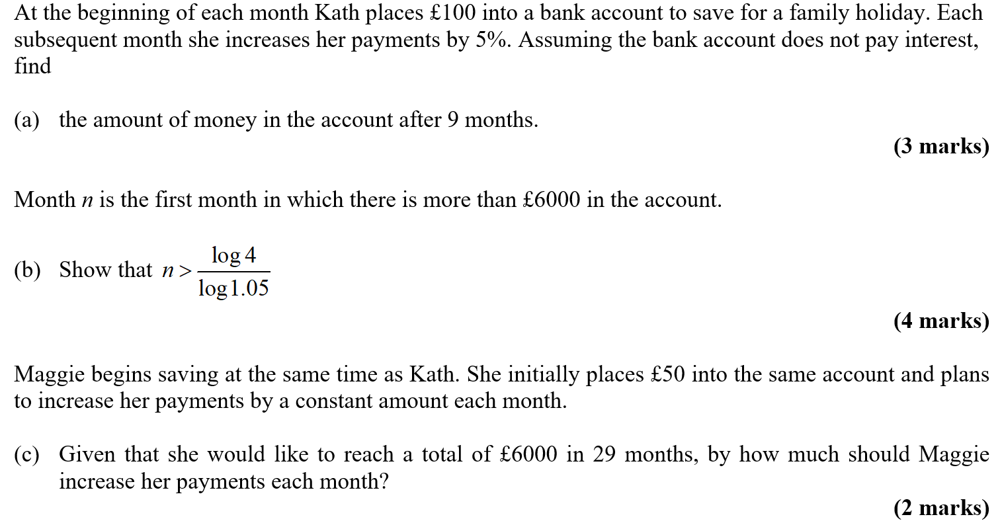 At the beginning of each month Kath places £100 into a bank account to save for a family holiday. Each
subsequent month she increases her payments by 5%. Assuming the bank account does not pay interest,
find
(a) the amount of money in the account after 9 months.
(3 marks)
Month n is the first month in which there is more than £6000 in the account.
(b) Show that n > log 4 / log 1.05
(4 marks)
Maggie begins saving at the same time as Kath. She initially places £50 into the same account and plans
to increase her payments by a constant amount each month.
(c) Given that she would like to reach a total of £6000 in 29 months, by how much should Maggie
increase her payments each month?
(2 marks)